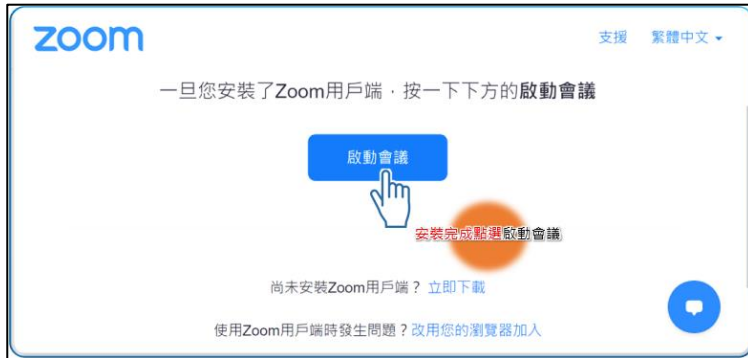 zoom
支援 繁體中文
一旦您安裝了Zoom用戶端，按一下下方的啟動會議
啟動會議
安裝完成點選啟動會議
尚未安裝Zoom用戶端？立即下載
使用Zoom用戶端時發生問題？改用您的瀏覽器加入